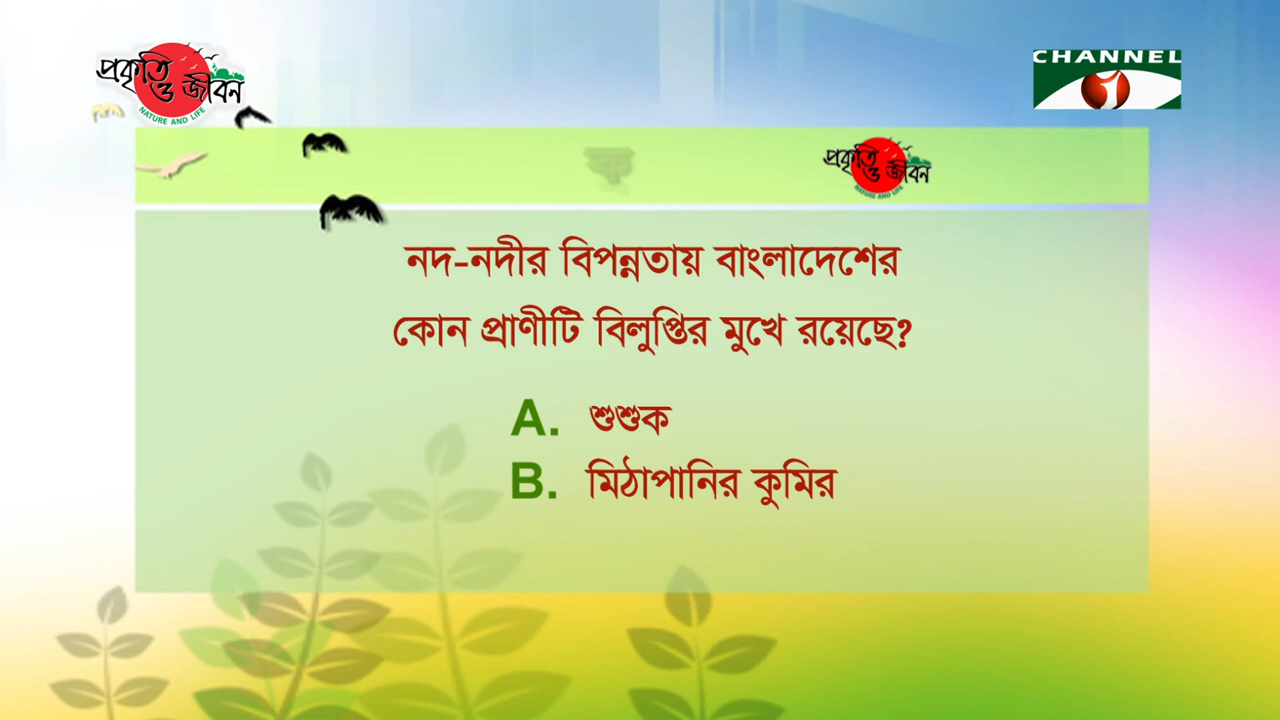 প্রকৃতি ও জীবন
NATURE AND LIFE
CHANNEL
প্রকৃতি ও জীবন
NATURE AND LIFE
নদ-নদীর বিপন্নতায় বাংলাদেশের
কোন প্রাণীটি বিলুপ্তির মুখে রয়েছে?
A. শুশুক
B. মিঠাপানির কুমির